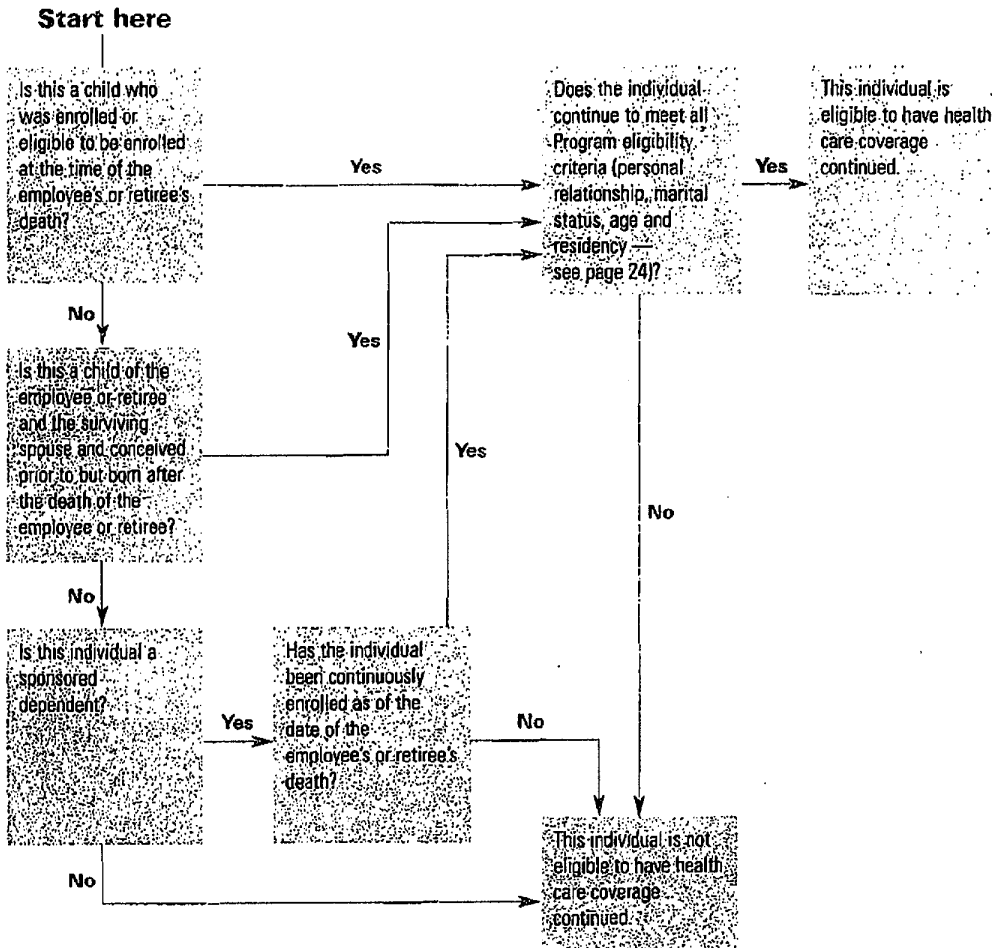 Start here
Is this a child who
was enrolled or
eligible to be enrolled
at the time of the
employee's or retiree's
death?
Yes
Does the individual
continue to meet all
Program eligibility
criteria (personal
relationship, marital
status, age and
residency —
see page 24)?
Yes
This individual is
eligible to have health
care coverage
continued.
No
Is this a child of the
employee or retiree
and the surviving
spouse and conceived
prior to but born after
the death of the
employee or retiree?
Yes
No
Is this individual a
sponsored
dependent?
Yes
Has the individual
been continuously
enrolled as of the
date of the
employee's or retiree's
death?
Yes
No
No
No
This individual is not
eligible to have health
care coverage
continued.